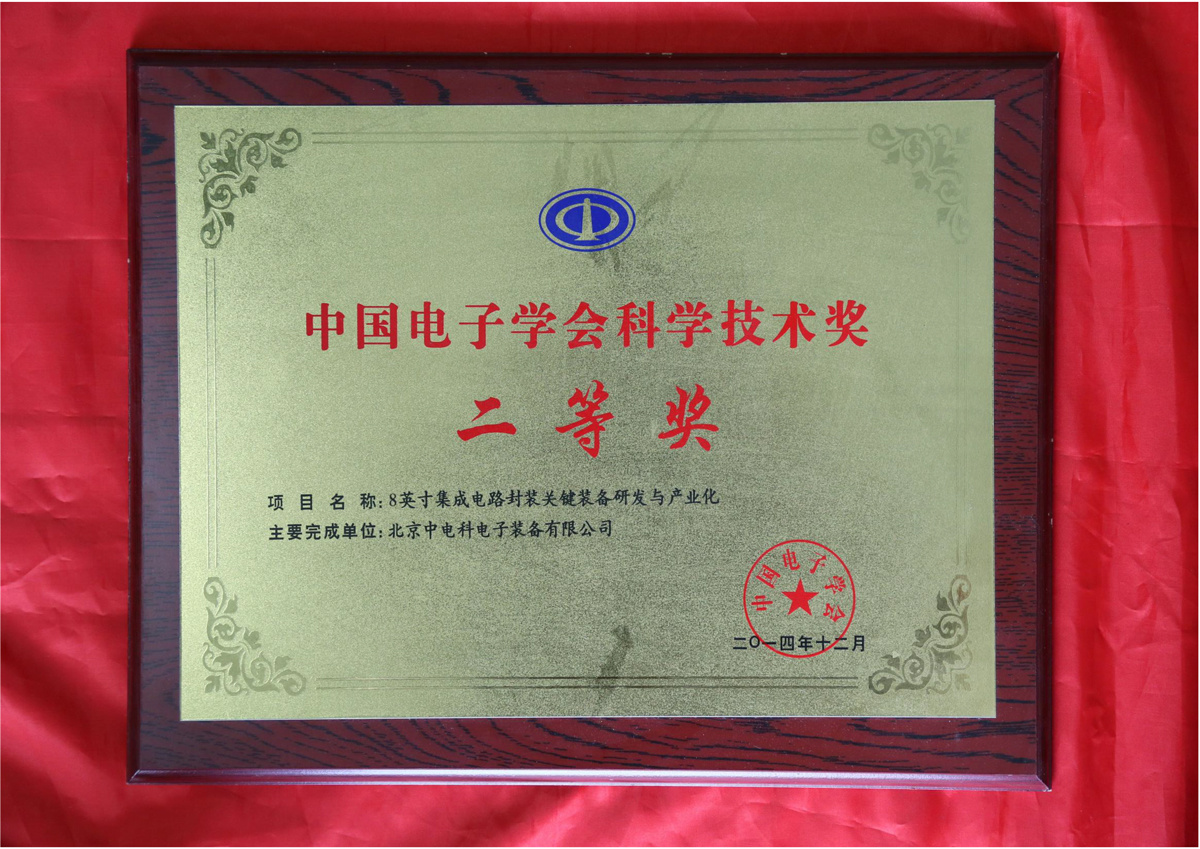 中国电子学会科学技术奖
二等奖
项目名称:8英寸集成电路封装关键装备研发与产业化
主要完成单位:北京中电科电子装备有限公司
中国电子学会
二〇一四年十二月